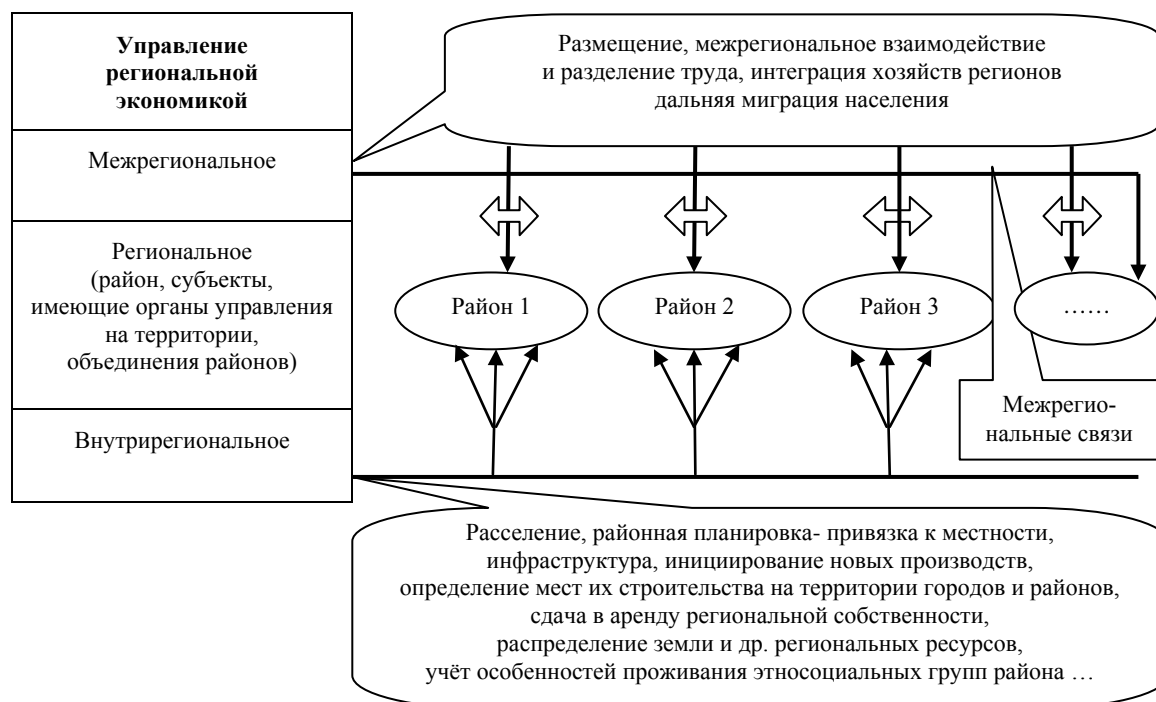 Управление
региональной
экономикой
Размещение, межрегиональное взаимодействие
и разделение труда, интеграция хозяйств регионов
дальняя миграция населения
Межрегиональное
Региональное
(район, субъекты,
имеющие органы управления
на территории,
объединения районов)
Район 1
Район 2
Район 3
……
Межрегио-
нальные связи
Внутрирегиональное
Расселение, районная планировка- привязка к местности,
инфраструктура, инициирование новых производств,
определение мест их строительства на территории городов и районов,
сдача в аренду региональной собственности,
распределение земли и др. региональных ресурсов,
учёт особенностей проживания этносоциальных групп района …